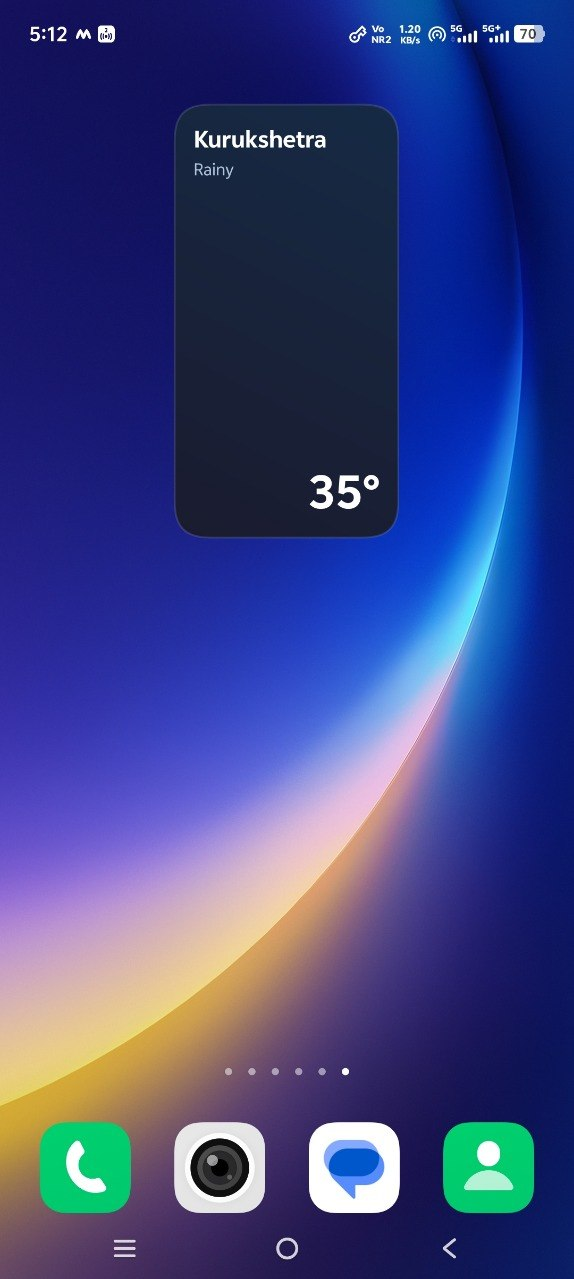 5:12
Vo
NR2
1.20
KB/s
5G
5G+
70
Kurukshetra
Rainy
35°